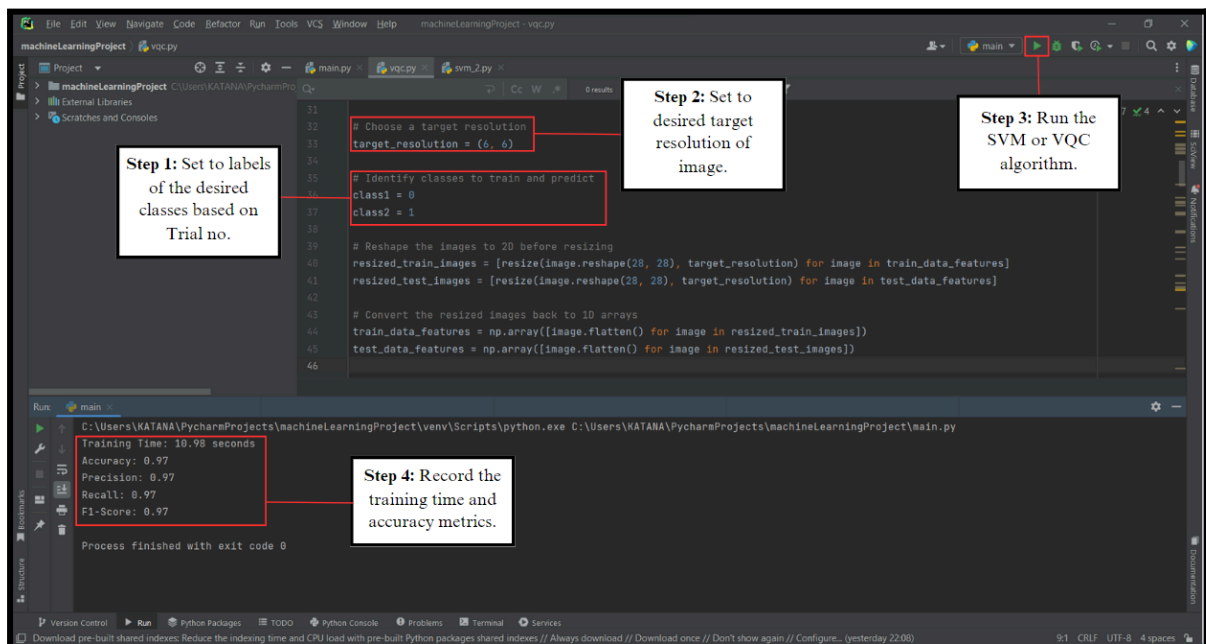 File Edit View Navigate Code Refactor Run Tools VCS Window Help machineLearningProject - vqc.py
machineLearningProject vqc.py
main
Project
main.py vqc.py svm_2.py
machineLearningProject C:\Users\KATANA\PycharmPro
External Libraries
Scratches and Consoles
Cc W .* 0 results
7 4
Step 1: Set to labels
of the desired
classes based on
Trial no.
Step 2: Set to
desired target
resolution of
image.
Step 3: Run the
SVM or VQC
algorithm.
31
32 # Choose a target resolution
33 target_resolution = (6, 6)
34
35 # Identify classes to train and predict
36 class1 = 0
37 class2 = 1
38
39 # Reshape the images to 2D before resizing
40 resized_train_images = [resize(image.reshape(28, 28), target_resolution) for image in train_data_features]
41 resized_test_images = [resize(image.reshape(28, 28), target_resolution) for image in test_data_features]
42
43 # Convert the resized images back to 1D arrays
44 train_data_features = np.array([image.flatten() for image in resized_train_images])
45 test_data_features = np.array([image.flatten() for image in resized_test_images])
46
Project
Database
SciView
Notifications
Run: main
C:\Users\KATANA\PycharmProjects\machineLearningProject\venv\Scripts\python.exe C:\Users\KATANA\PycharmProjects\machineLearningProject\main.py
Training Time: 10.98 seconds
Accuracy: 0.97
Precision: 0.97
Recall: 0.97
F1-Score: 0.97
Process finished with exit code 0
Step 4: Record the
training time and
accuracy metrics.
Bookmarks
Structure
Documentation
Version Control Run Python Packages TODO Python Console Problems Terminal Services
Download pre-built shared indexes: Reduce the indexing time and CPU load with pre-built Python packages shared indexes // Always download // Download once // Don't show again // Configure... (yesterday 22:08) 9:1 CRLF UTF-8 4 spaces